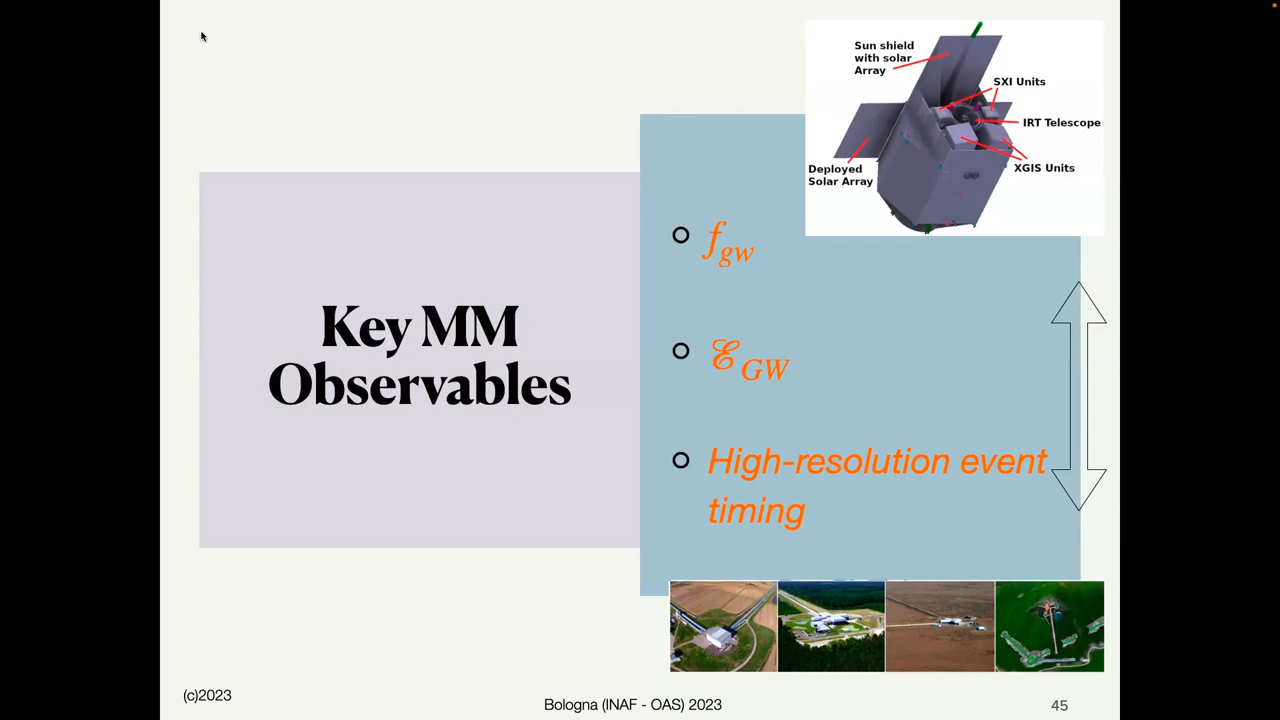 Sun shield
with solar
Array
SXI Units
IRT Telescope
XGIS Units
Deployed
Solar Array
Key MM
Observables
f_gw
ℰ_GW
High-resolution event
timing
(c)2023
Bologna (INAF - OAS) 2023
45